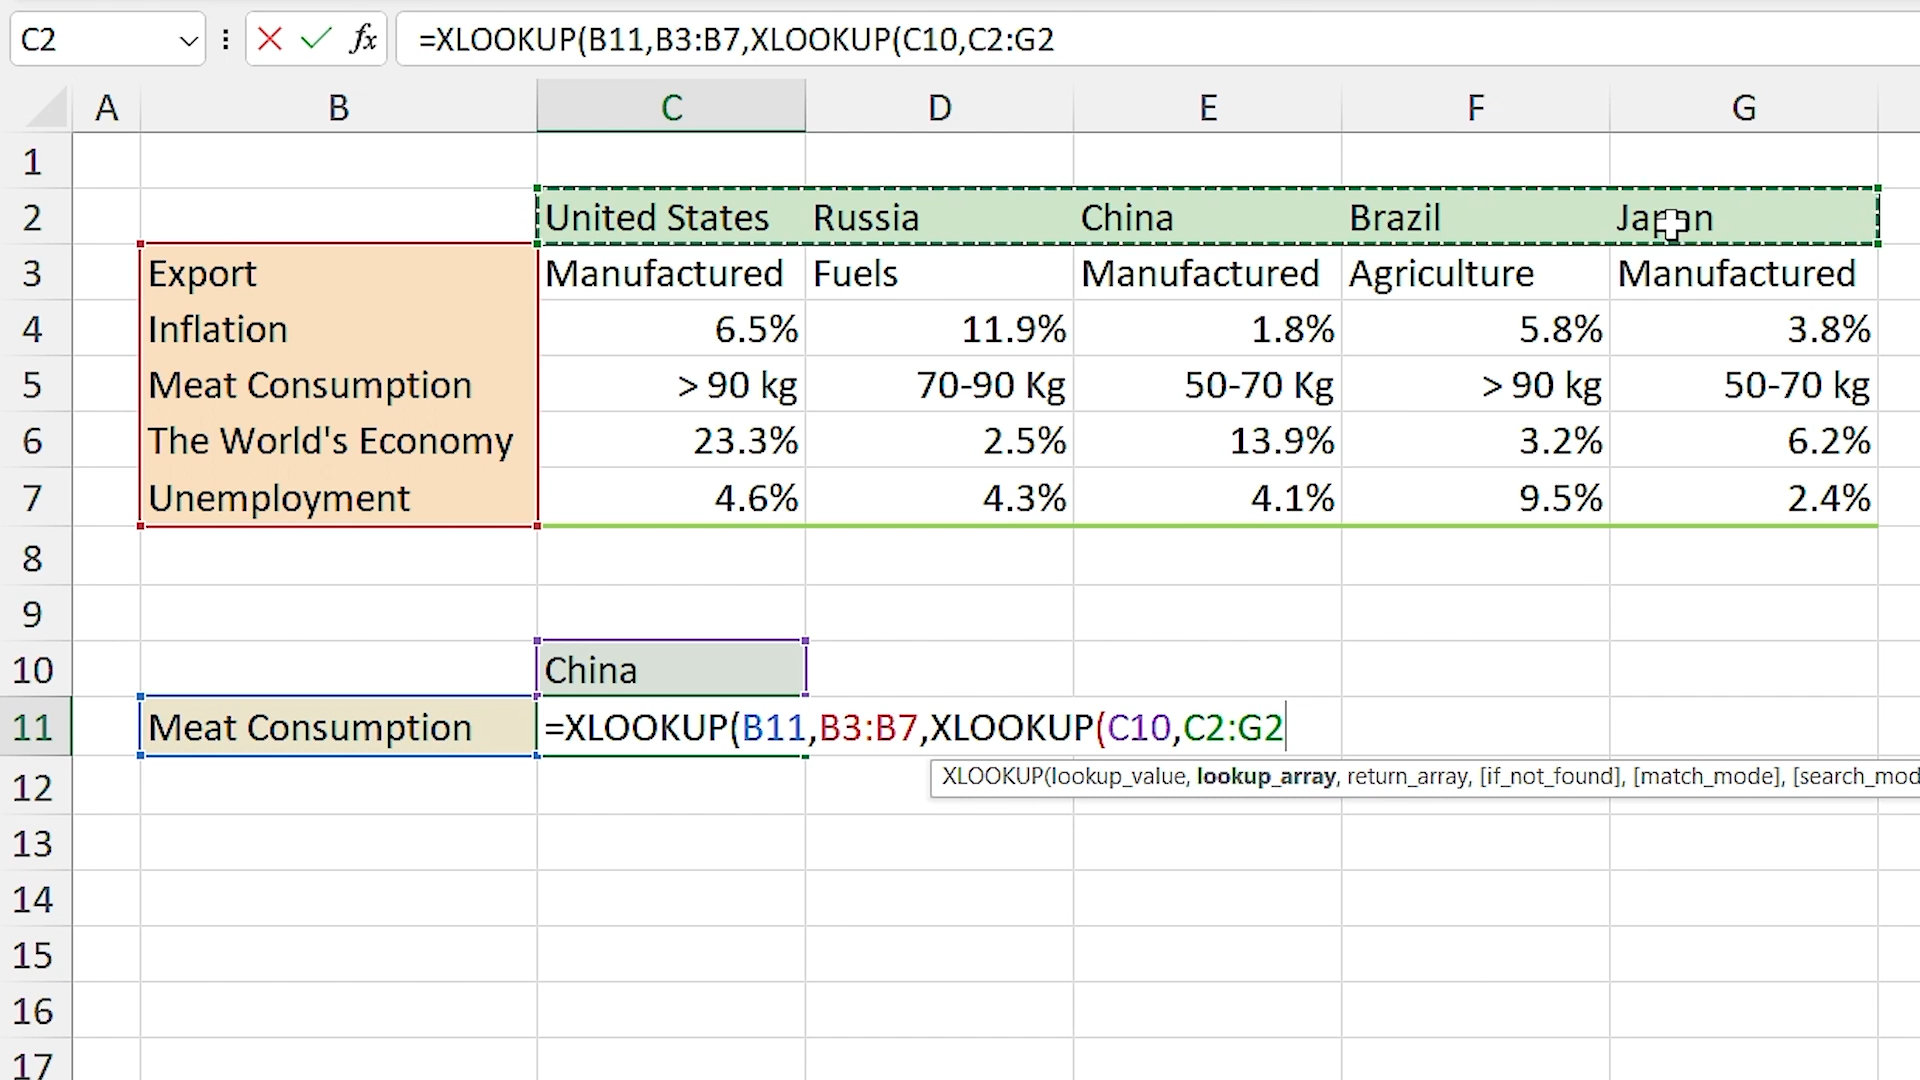 C2 fx =XLOOKUP(B11,B3:B7,XLOOKUP(C10,C2:G2
A B C D E F G
1
2 United States Russia China Brazil Japan
3 Export Manufactured Fuels Manufactured Agriculture Manufactured
4 Inflation 6.5% 11.9% 1.8% 5.8% 3.8%
5 Meat Consumption > 90 kg 70-90 Kg 50-70 Kg > 90 kg 50-70 kg
6 The World's Economy 23.3% 2.5% 13.9% 3.2% 6.2%
7 Unemployment 4.6% 4.3% 4.1% 9.5% 2.4%
8
9
10 China
11 Meat Consumption =XLOOKUP(B11,B3:B7,XLOOKUP(C10,C2:G2
XLOOKUP(lookup_value, lookup_array, return_array, [if_not_found], [match_mode], [search_mod
12
13
14
15
16
17